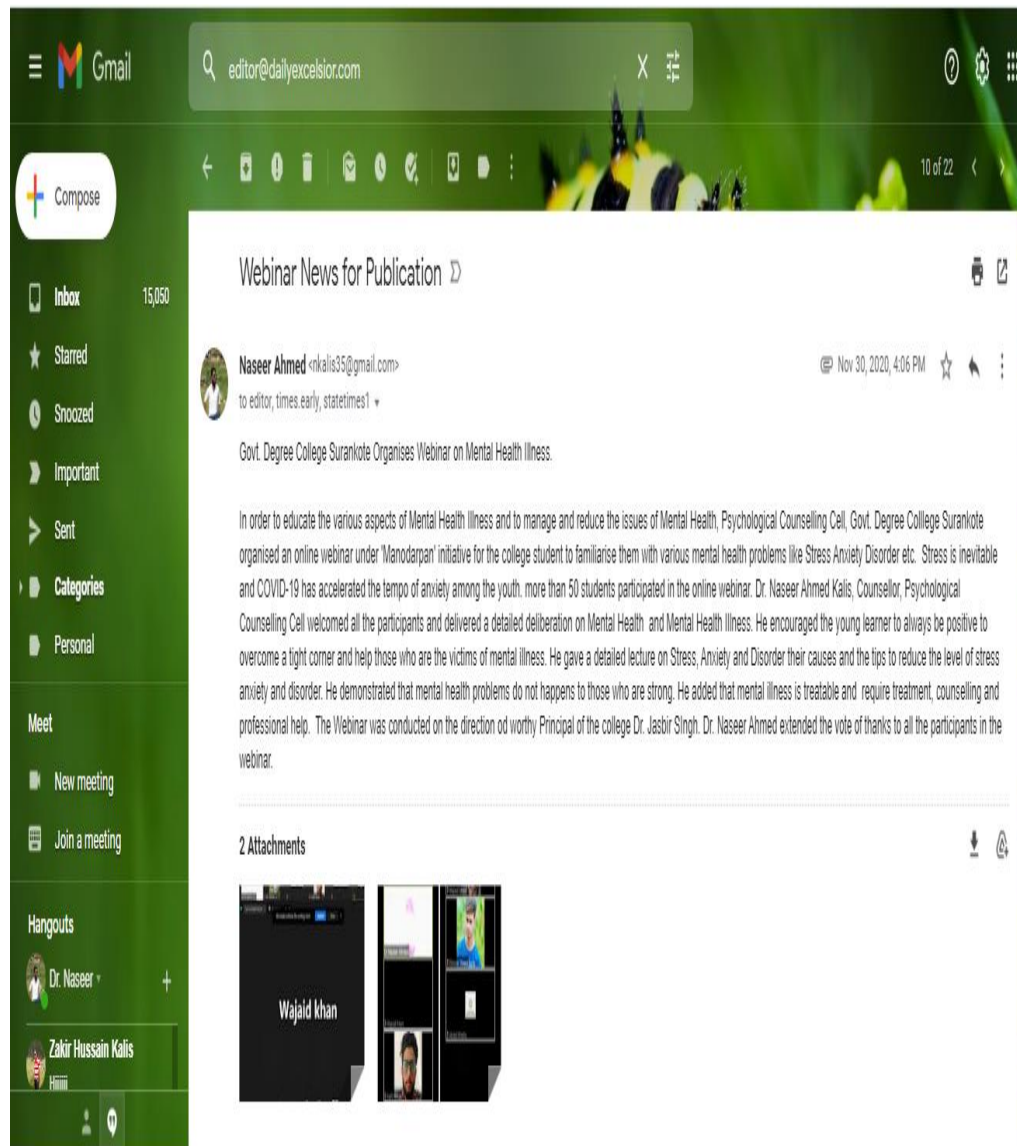 Gmail
editor@dailyexcelsior.com
10 of 22
Compose
Inbox 15,050
Starred
Snoozed
Important
Sent
Categories
Personal
Meet
New meeting
Join a meeting
Hangouts
Dr. Naseer
Zakir Hussain Kalis
Hiiiiii
Webinar News for Publication
Naseer Ahmed <nkalis35@gmail.com> Nov 30, 2020, 4:06 PM
to editor, times.early, statetimes1
Govt. Degree College Surankote Organises Webinar on Mental Health Illness.
In order to educate the various aspects of Mental Health Illness and to manage and reduce the issues of Mental Health, Psychological Counselling Cell, Govt. Degree Colllege Surankote
organised an online webinar under 'Manodarpan' initiative for the college student to familiarise them with various mental health problems like Stress Anxiety Disorder etc. Stress is inevitable
and COVID-19 has accelerated the tempo of anxiety among the youth. more than 50 students participated in the online webinar. Dr. Naseer Ahmed Kalis, Counsellor, Psychological
Counselling Cell welcomed all the participants and delivered a detailed deliberation on Mental Health and Mental Health Illness. He encouraged the young learner to always be positive to
overcome a tight corner and help those who are the victims of mental illness. He gave a detailed lecture on Stress, Anxiety and Disorder their causes and the tips to reduce the level of stress
anxiety and disorder. He demonstrated that mental health problems do not happens to those who are strong. He added that mental illness is treatable and require treatment, counselling and
professional help. The Webinar was conducted on the direction od worthy Principal of the college Dr. Jasbir SIngh. Dr. Naseer Ahmed extended the vote of thanks to all the participants in the
webinar.
2 Attachments
Wajaid khan